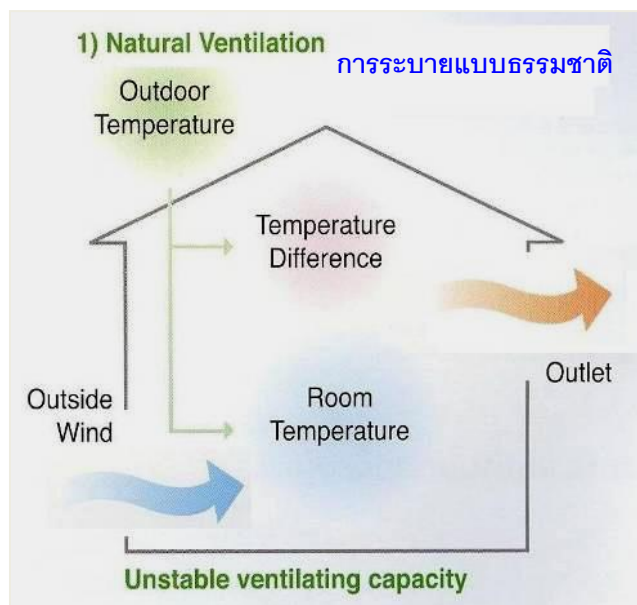 1) Natural Ventilation
การระบายแบบธรรมชาติ
Outdoor
Temperature
Temperature
Difference
Outlet
Outside
Wind
Room
Temperature
Unstable ventilating capacity